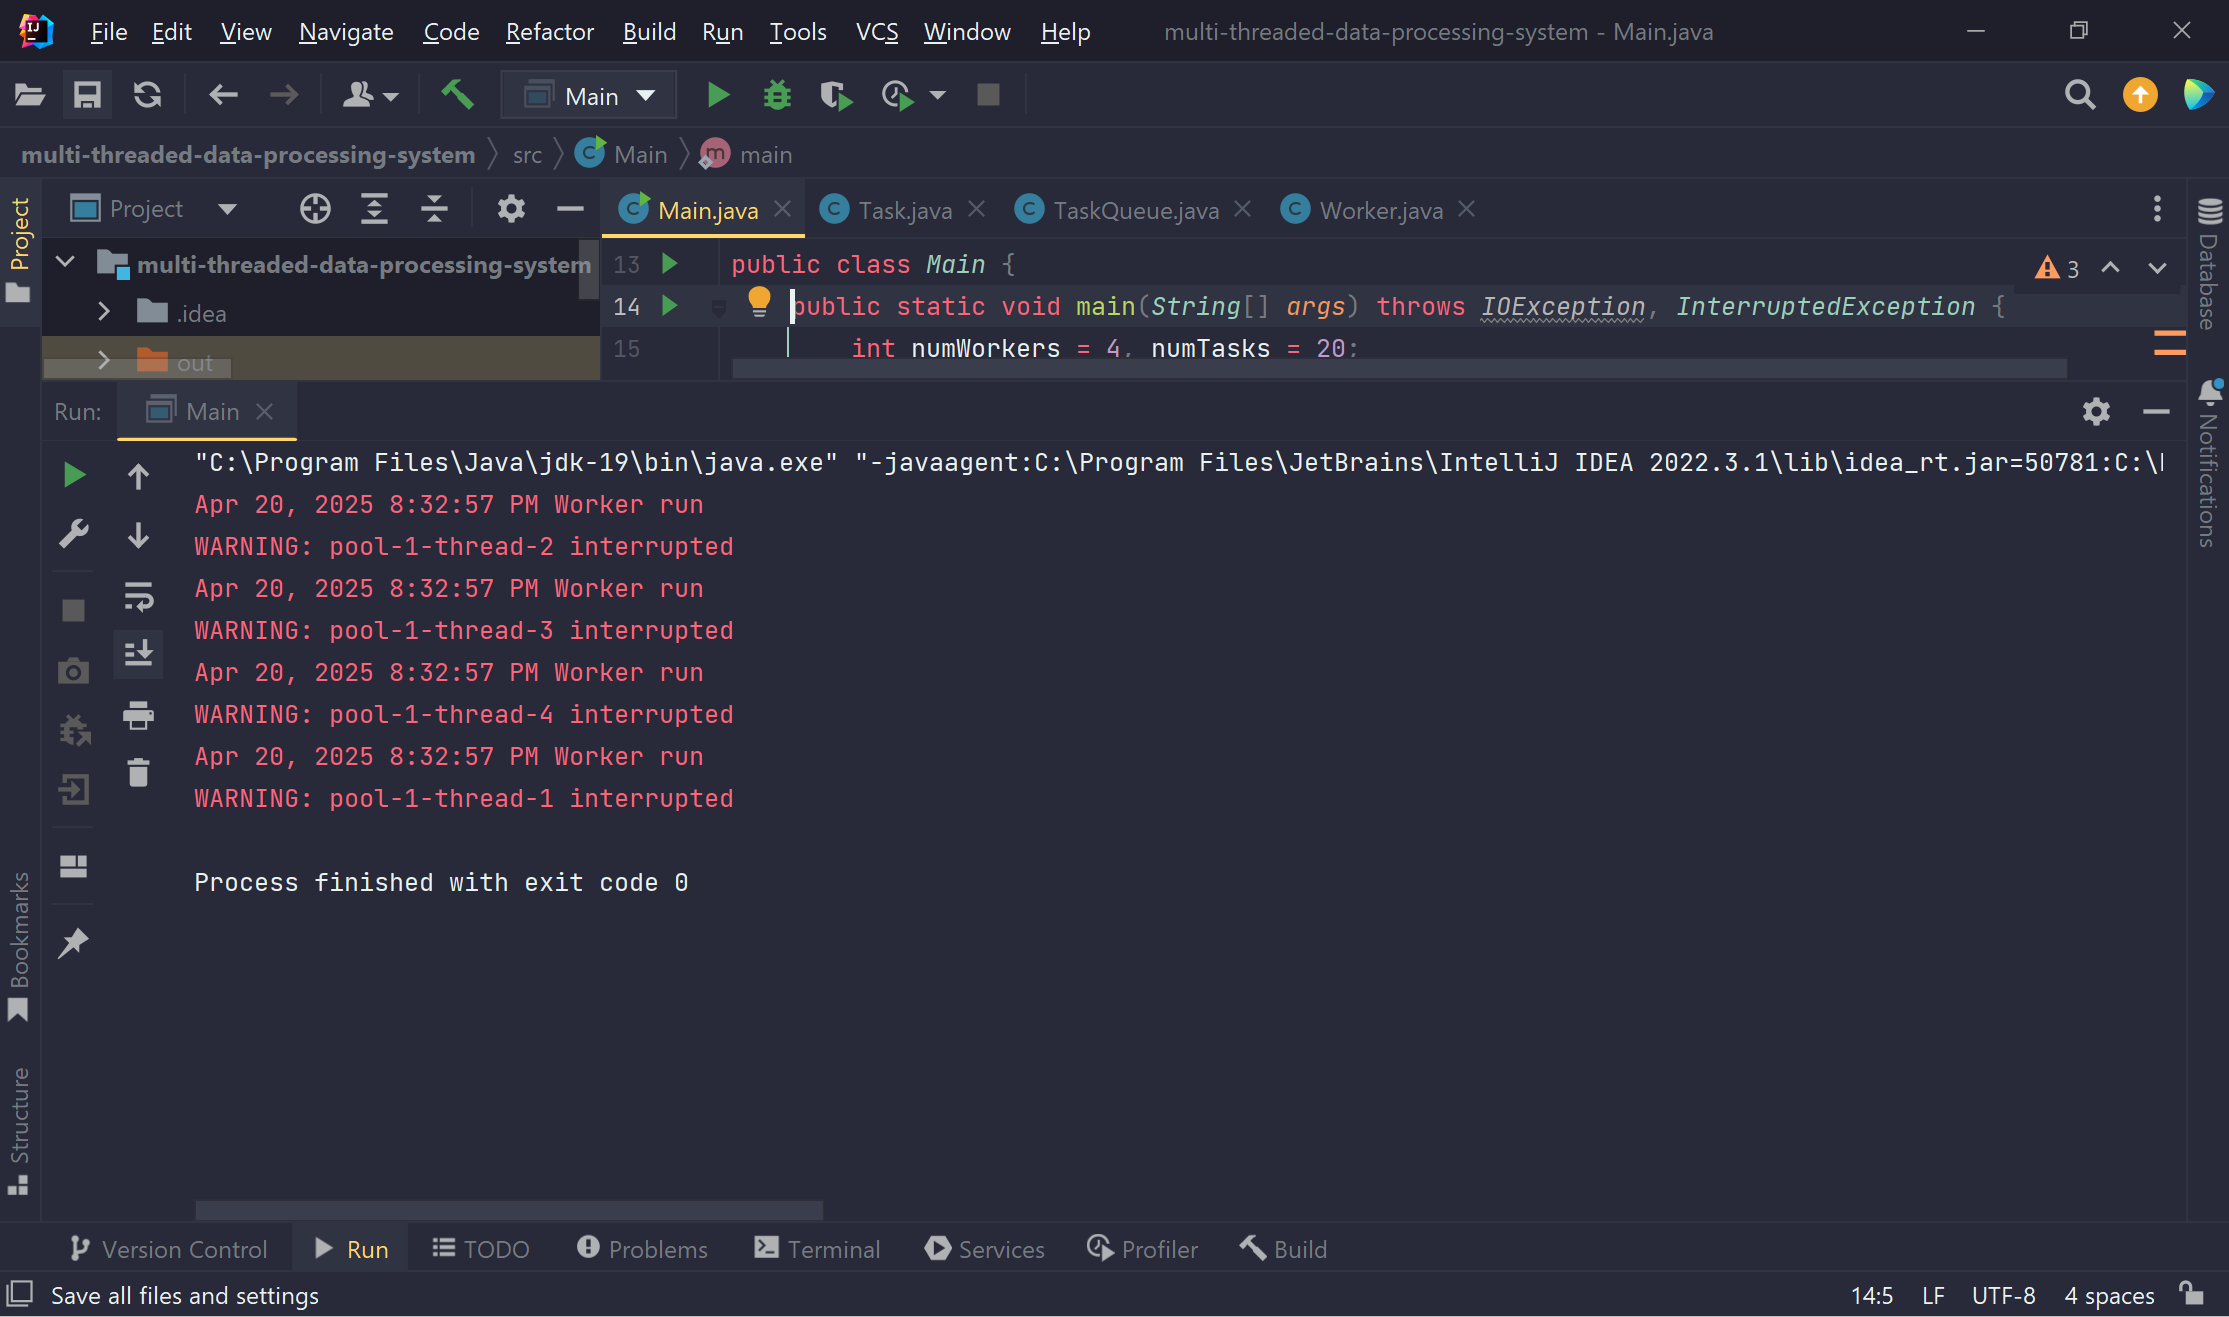 File Edit View Navigate Code Refactor Build Run Tools VCS Window Help multi-threaded-data-processing-system - Main.java
Main
multi-threaded-data-processing-system src Main main
Project
Project
Main.java Task.java TaskQueue.java Worker.java
multi-threaded-data-processing-system
.idea
out
13 public class Main {
14 public static void main(String[] args) throws IOException, InterruptedException {
15 int numWorkers = 4, numTasks = 20;
3
Database
Notifications
Run: Main
"C:\Program Files\Java\jdk-19\bin\java.exe" "-javaagent:C:\Program Files\JetBrains\IntelliJ IDEA 2022.3.1\lib\idea_rt.jar=50781:C:\
Apr 20, 2025 8:32:57 PM Worker run
WARNING: pool-1-thread-2 interrupted
Apr 20, 2025 8:32:57 PM Worker run
WARNING: pool-1-thread-3 interrupted
Apr 20, 2025 8:32:57 PM Worker run
WARNING: pool-1-thread-4 interrupted
Apr 20, 2025 8:32:57 PM Worker run
WARNING: pool-1-thread-1 interrupted
Process finished with exit code 0
Bookmarks
Structure
Version Control Run TODO Problems Terminal Services Profiler Build
Save all files and settings 14:5 LF UTF-8 4 spaces